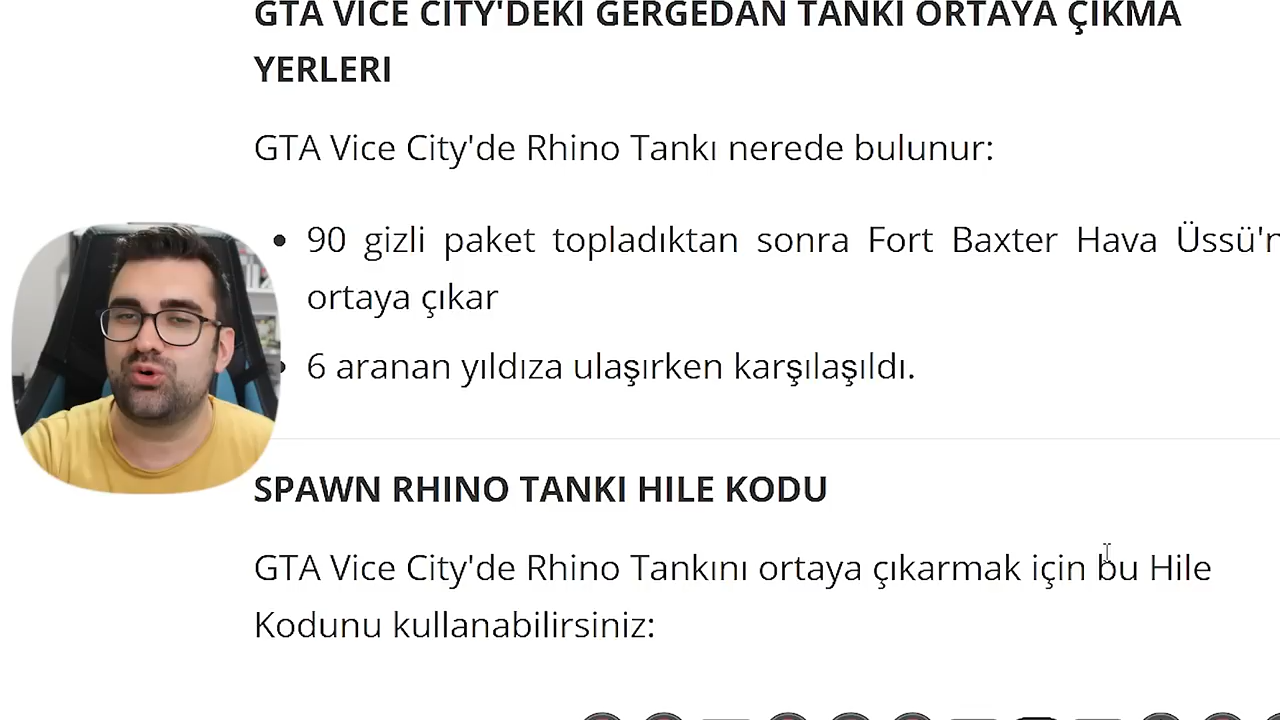 GTA VICE CITY'DEKI GERGEDAN TANKI ORTAYA ÇIKMA
YERLERI
GTA Vice City'de Rhino Tankı nerede bulunur:
• 90 gizli paket topladıktan sonra Fort Baxter Hava Üssü'n
ortaya çıkar
• 6 aranan yıldıza ulaşırken karşılaşıldı.
SPAWN RHINO TANKI HILE KODU
GTA Vice City'de Rhino Tankını ortaya çıkarmak için bu Hile
Kodunu kullanabilirsiniz: